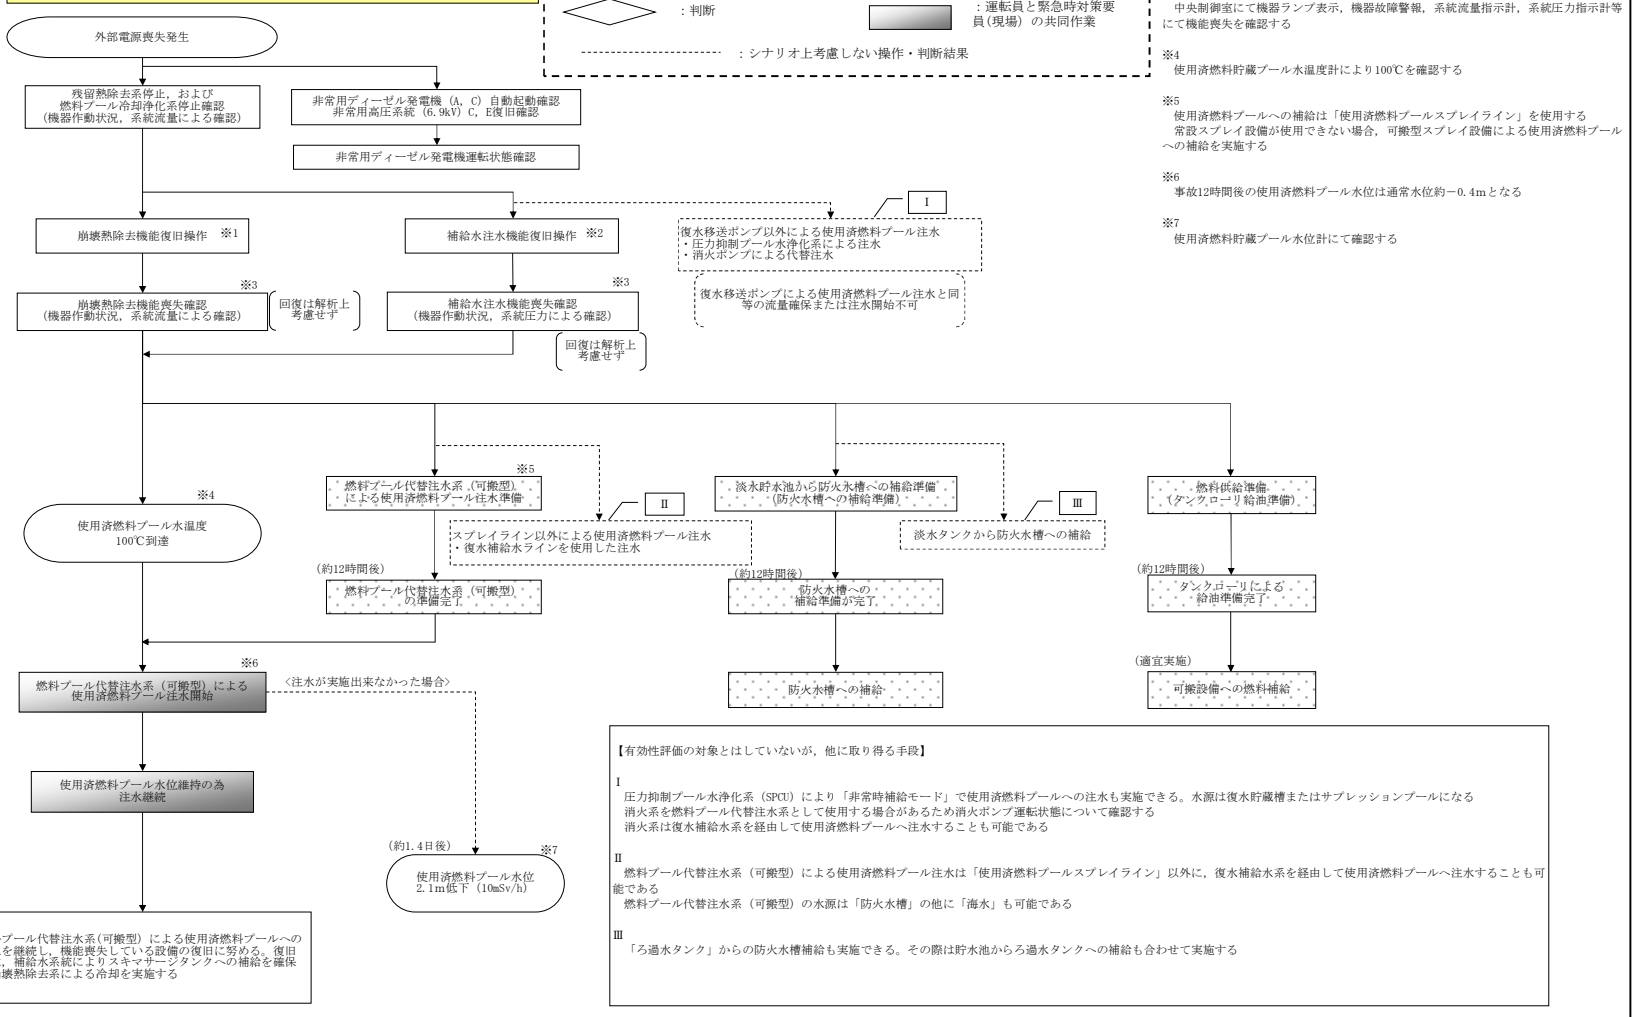 ：判断
：運転員と緊急時対策要
員(現場) の共同作業
：シナリオ上考慮しない操作・判断結果
中央制御室にて機器ランプ表示，機器故障警報，系統流量指示計，系統圧力指示計等
にて機能喪失を確認する
※4
使用済燃料貯蔵プール水温度計により100℃を確認する
※5
使用済燃料プールへの補給は「使用済燃料プールスプレイライン」を使用する
常設スプレイ設備が使用できない場合，可搬型スプレイ設備による使用済燃料プール
への補給を実施する
※6
事故12時間後の使用済燃料プール水位は通常水位約－0.4mとなる
※7
使用済燃料貯蔵プール水位計にて確認する
外部電源喪失発生
残留熱除去系停止，および
燃料プール冷却浄化系停止確認
(機器作動状況，系統流量による確認)
非常用ディーゼル発電機 (A, C) 自動起動確認
非常用高圧系統 (6.9kV) C, E復旧確認
非常用ディーゼル発電機運転状態確認
崩壊熱除去機能復旧操作 ※1
補給水注水機能復旧操作 ※2
Ⅰ
復水移送ポンプ以外による使用済燃料プール注水
・圧力抑制プール水浄化系による注水
・消火ポンプによる代替注水
復水移送ポンプによる使用済燃料プール注水と同
等の流量確保または注水開始不可
※3
崩壊熱除去機能喪失確認
(機器作動状況，系統流量による確認)
回復は解析上
考慮せず
※3
補給水注水機能喪失確認
(機器作動状況，系統圧力による確認)
回復は解析上
考慮せず
※4
使用済燃料プール水温度
100℃到達
※5
燃料プール代替注水系 (可搬型)
による使用済燃料プール注水準備
Ⅱ
スプレイライン以外による使用済燃料プール注水
・復水補給水ラインを使用した注水
(約12時間後)
燃料プール代替注水系 (可搬型)
の準備完了
淡水貯水池から防火水槽への補給準備
(防火水槽への補給準備)
Ⅲ
淡水タンクから防火水槽への補給
(約12時間後)
防火水槽への
補給準備が完了
防火水槽への補給
燃料供給準備
(タンクローリ給油準備)
(約12時間後)
タンクローリによる
給油準備完了
(適宜実施)
可搬設備への燃料補給
※6
燃料プール代替注水系 (可搬型) による
使用済燃料プール注水開始
<注水が実施出来なかった場合>
使用済燃料プール水位維持の為
注水継続
(約1.4日後)
※7
使用済燃料プール水位
2.1m低下 (10mSv/h)
プール代替注水系(可搬型) による使用済燃料プールへの
を継続し，機能喪失している設備の復旧に努める。復旧
，補給水系統によりスキマサージタンクへの補給を確保
壊熱除去系による冷却を実施する
【有効性評価の対象とはしていないが，他に取り得る手段】
Ⅰ
圧力抑制プール水浄化系 (SPCU) により「非常時補給モード」で使用済燃料プールへの注水も実施できる。水源は復水貯蔵槽またはサプレッションプールになる
消火系を燃料プール代替注水系として使用する場合があるため消火ポンプ運転状態について確認する
消火系は復水補給水系を経由して使用済燃料プールへ注水することも可能である
Ⅱ
燃料プール代替注水系 (可搬型) による使用済燃料プール注水は「使用済燃料プールスプレイライン」以外に，復水補給水系を経由して使用済燃料プールへ注水することも可
能である
燃料プール代替注水系 (可搬型) の水源は「防火水槽」の他に「海水」も可能である
Ⅲ
「ろ過水タンク」からの防火水槽補給も実施できる。その際は貯水池からろ過水タンクへの補給も合わせて実施する